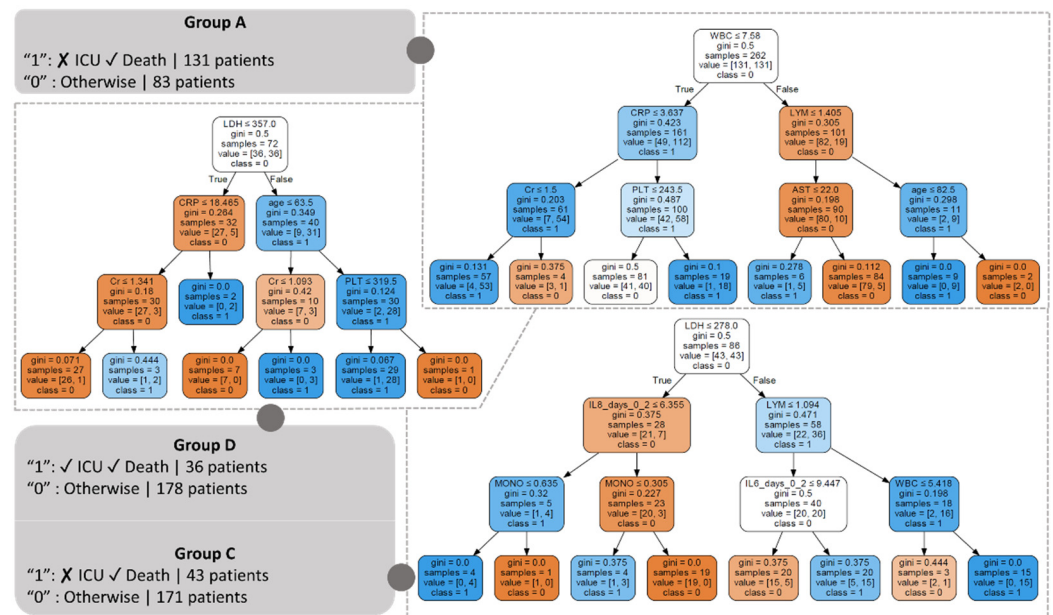 Group A
“1”: ✗ ICU ✓ Death | 131 patients
“0” : Otherwise | 83 patients
WBC ≤ 7.58
gini = 0.5
samples = 262
value = [131, 131]
class = 0
True
False
CRP ≤ 3.637
gini = 0.423
samples = 161
value = [49, 112]
class = 1
LYM ≤ 1.405
gini = 0.305
samples = 101
value = [82, 19]
class = 0
Cr ≤ 1.5
gini = 0.203
samples = 61
value = [7, 54]
class = 1
PLT ≤ 243.5
gini = 0.487
samples = 100
value = [42, 58]
class = 1
AST ≤ 22.0
gini = 0.198
samples = 90
value = [80, 10]
class = 0
age ≤ 82.5
gini = 0.298
samples = 11
value = [2, 9]
class = 1
gini = 0.131
samples = 57
value = [4, 53]
class = 1
gini = 0.375
samples = 4
value = [3, 1]
class = 0
gini = 0.5
samples = 81
value = [41, 40]
class = 0
gini = 0.1
samples = 19
value = [1, 18]
class = 1
gini = 0.278
samples = 6
value = [1, 5]
class = 1
gini = 0.112
samples = 84
value = [79, 5]
class = 0
gini = 0.0
samples = 9
value = [0, 9]
class = 1
gini = 0.0
samples = 2
value = [2, 0]
class = 0
LDH ≤ 357.0
gini = 0.5
samples = 72
value = [36, 36]
class = 0
True
False
CRP ≤ 18.465
gini = 0.264
samples = 32
value = [27, 5]
class = 0
age ≤ 63.5
gini = 0.349
samples = 40
value = [9, 31]
class = 1
Cr ≤ 1.341
gini = 0.18
samples = 30
value = [27, 3]
class = 0
gini = 0.0
samples = 2
value = [0, 2]
class = 1
Cr ≤ 1.093
gini = 0.42
samples = 10
value = [7, 3]
class = 0
PLT ≤ 319.5
gini = 0.124
samples = 30
value = [2, 28]
class = 1
gini = 0.071
samples = 27
value = [26, 1]
class = 0
gini = 0.444
samples = 3
value = [1, 2]
class = 1
gini = 0.0
samples = 7
value = [7, 0]
class = 0
gini = 0.0
samples = 3
value = [0, 3]
class = 1
gini = 0.067
samples = 29
value = [1, 28]
class = 1
gini = 0.0
samples = 1
value = [1, 0]
class = 0
Group D
“1”: ✓ ICU ✓ Death | 36 patients
“0” : Otherwise | 178 patients
Group C
“1”: ✗ ICU ✓ Death | 43 patients
“0” : Otherwise | 171 patients
LDH ≤ 278.0
gini = 0.5
samples = 86
value = [43, 43]
class = 0
True
False
IL6_days_0_2 ≤ 6.355
gini = 0.375
samples = 28
value = [21, 7]
class = 0
LYM ≤ 1.094
gini = 0.471
samples = 58
value = [22, 36]
class = 1
MONO ≤ 0.635
gini = 0.32
samples = 5
value = [1, 4]
class = 1
MONO ≤ 0.305
gini = 0.227
samples = 23
value = [20, 3]
class = 0
IL6_days_0_2 ≤ 9.447
gini = 0.5
samples = 40
value = [20, 20]
class = 0
WBC ≤ 5.418
gini = 0.198
samples = 18
value = [2, 16]
class = 1
gini = 0.0
samples = 4
value = [0, 4]
class = 1
gini = 0.0
samples = 1
value = [1, 0]
class = 0
gini = 0.375
samples = 4
value = [1, 3]
class = 1
gini = 0.0
samples = 19
value = [19, 0]
class = 0
gini = 0.375
samples = 20
value = [15, 5]
class = 0
gini = 0.375
samples = 20
value = [5, 15]
class = 1
gini = 0.444
samples = 3
value = [2, 1]
class = 0
gini = 0.0
samples = 15
value = [0, 15]
class = 1